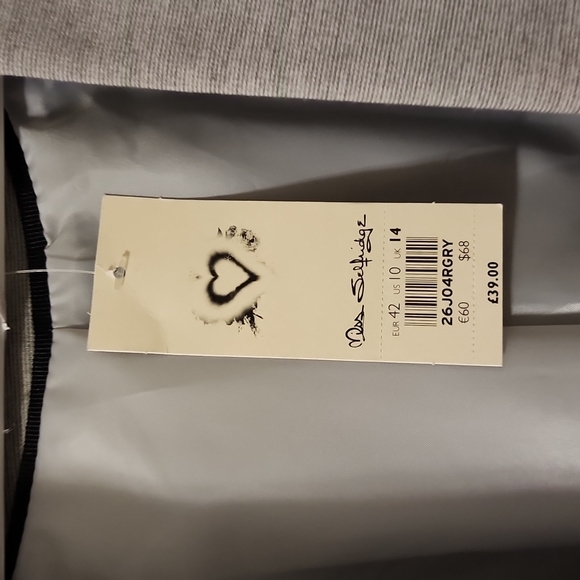 Miss Selfridge
EUR 42 US 10 UK 14
26J04RGRY
€60 $68
£39.00